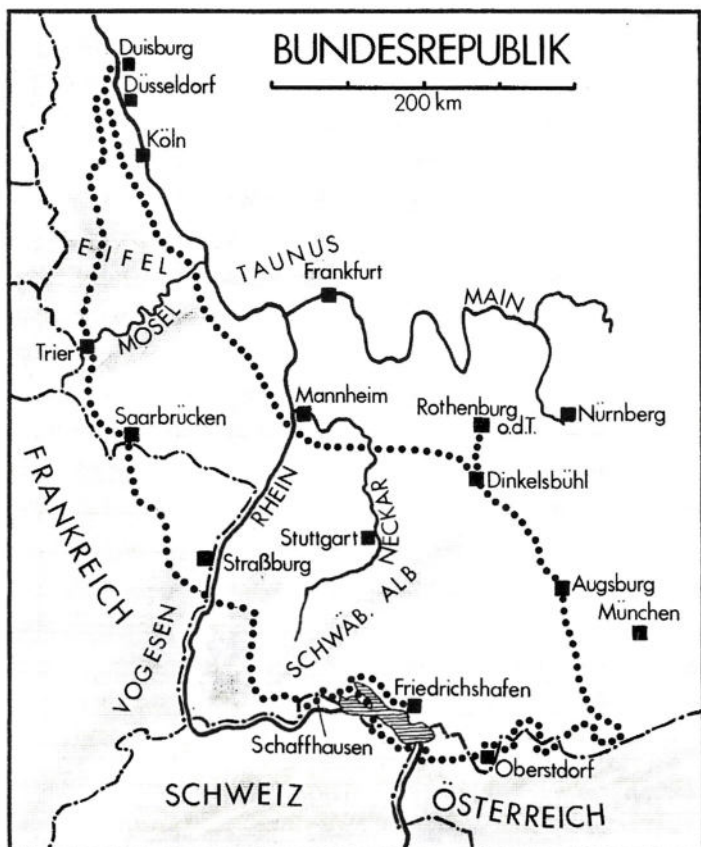 BUNDESREPUBLIK
200 km
Duisburg
Düsseldorf
Köln
EIFEL
TAUNUS
Frankfurt
MAIN
MOSEL
Trier
Mannheim
Rothenburg
o.d.T.
Nürnberg
Saarbrücken
Dinkelsbühl
RHEIN
NECKAR
FRANKREICH
Stuttgart
Straßburg
Augsburg
München
SCHWÄB. ALB
VOGESEN
Friedrichshafen
Schaffhausen
Oberstdorf
SCHWEIZ
ÖSTERREICH